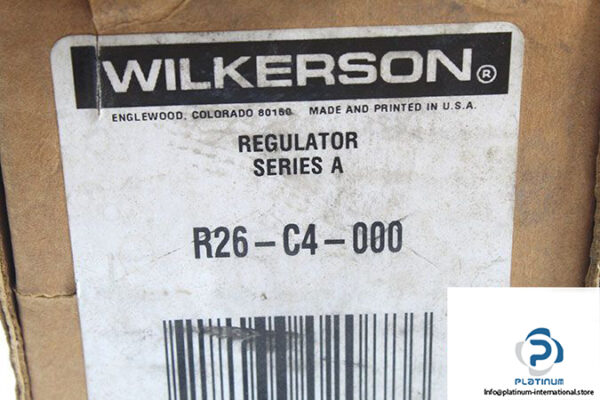 WILKERSON®
ENGLEWOOD, COLORADO 80150 MADE AND PRINTED IN U.S.A.
REGULATOR
SERIES A
R26-C4-000
PLATINUM
Info@platinum-international.store